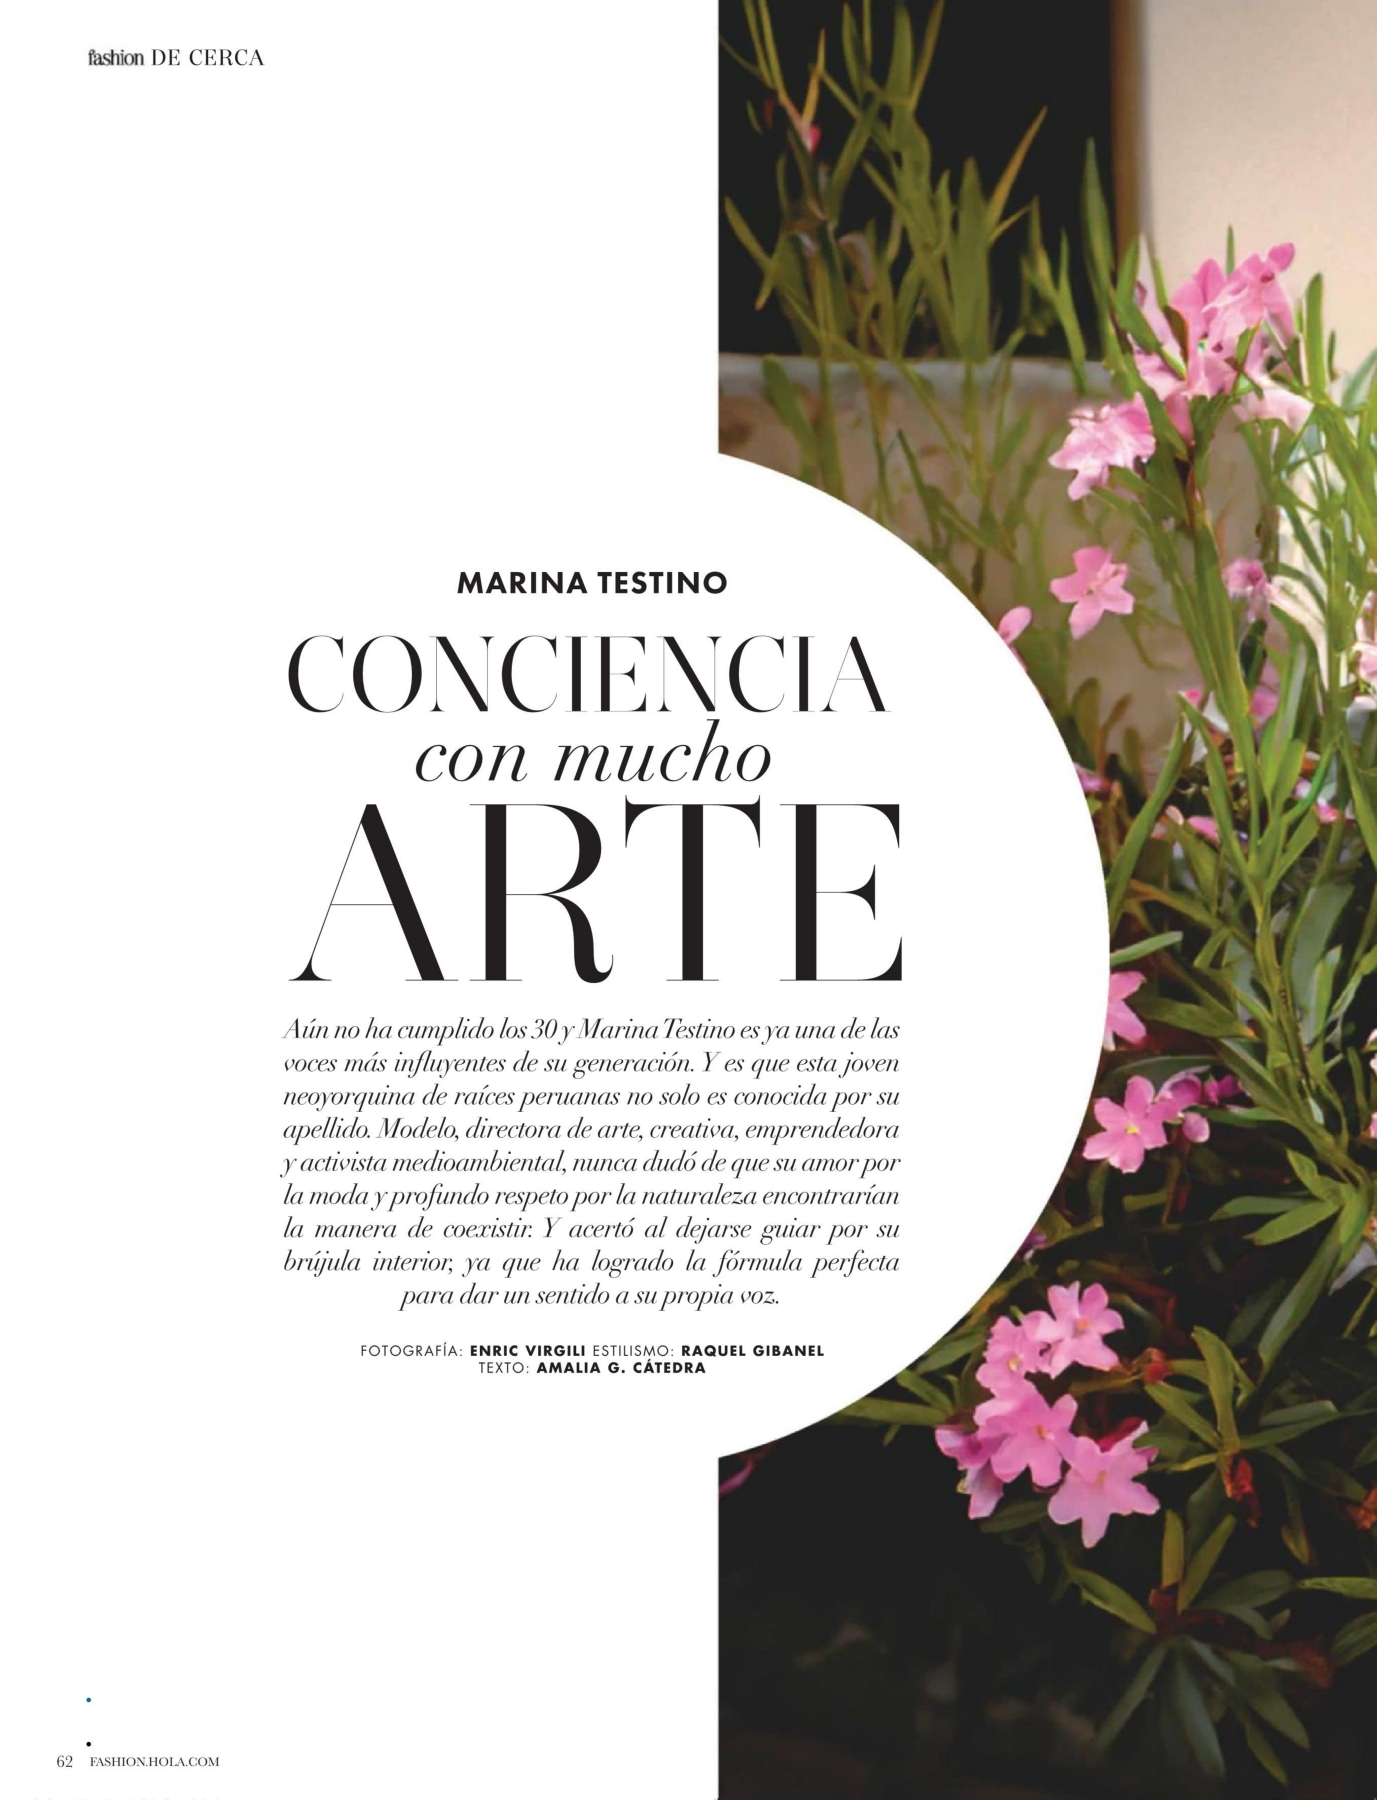 fashion DE CERCA
MARINA TESTINO
CONCIENCIA
con mucho
ARTE
Aún no ha cumplido los 30 y Marina Testino es ya una de las
voces más influyentes de su generación. Y es que esta joven
neoyorquina de raíces peruanas no solo es conocida por su
apellido. Modelo, directora de arte, creativa, emprendedora
y activista medioambiental, nunca dudó de que su amor por
la moda y profundo respeto por la naturaleza encontrarían
la manera de coexistir. Y acertó al dejarse guiar por su
brújula interior, ya que ha logrado la fórmula perfecta
para dar un sentido a su propia voz.
FOTOGRAFÍA: ENRIC VIRGILI ESTILISMO: RAQUEL GIBANEL
TEXTO: AMALIA G. CÁTEDRA
62 FASHION.HOLA.COM